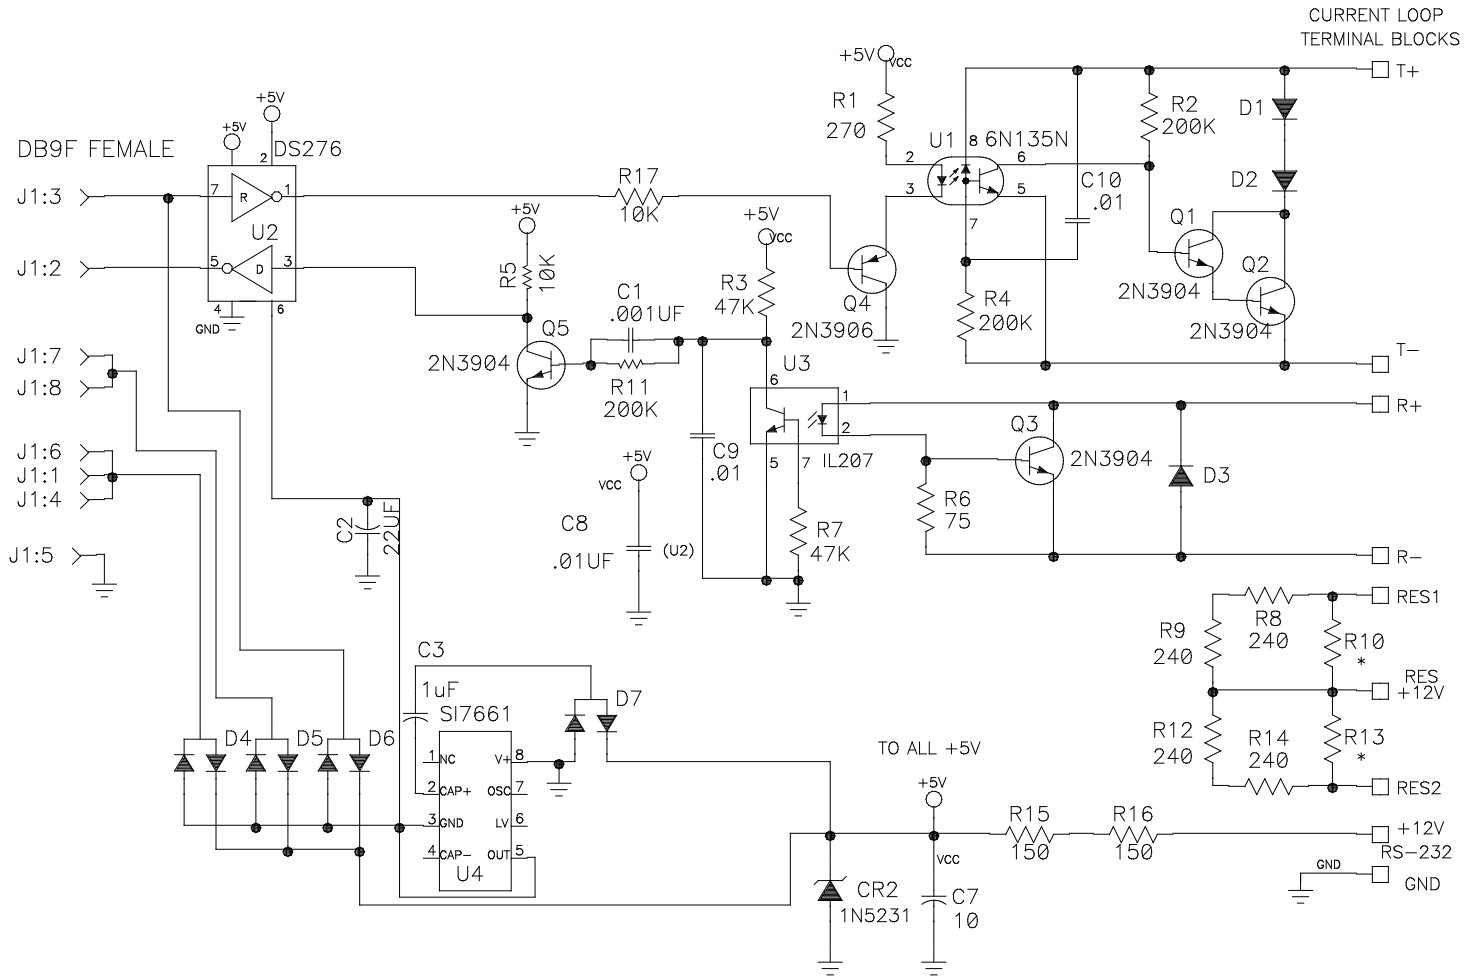 CURRENT LOOP
TERMINAL BLOCKS
+5V
VCC
T+
R1
270
R2
200K
D1
U1
8
6N135N
2
6
3
5
7
C10
.01
D2
Q1
2N3904
Q2
2N3904
Q4
2N3906
R4
200K
T-
DB9F FEMALE
+5V
+5V
2
DS276
J1:3
7
R
1
U2
J1:2
5
D
3
4
6
GND
R17
10K
+5V
R5
10K
+5V
VCC
R3
47K
C1
.001UF
Q5
2N3904
R11
200K
J1:7
J1:8
J1:6
J1:1
J1:4
J1:5
U3
6
1
2
5
7
IL207
C9
.01
R7
47K
R+
Q3
2N3904
R6
75
D3
R-
+5V
VCC
C8
.01UF
(U2)
C2
22UF
RES1
R9
240
R8
240
R10
*
RES
+12V
R12
240
R14
240
R13
*
RES2
C3
1uF
SI7661
D7
D4
D5
D6
1
NC
V+
8
2
CAP+
OSC
7
3
GND
LV
6
4
CAP-
OUT
5
U4
TO ALL +5V
+5V
VCC
R15
150
R16
150
+12V
RS-232
GND
GND
CR2
1N5231
C7
10